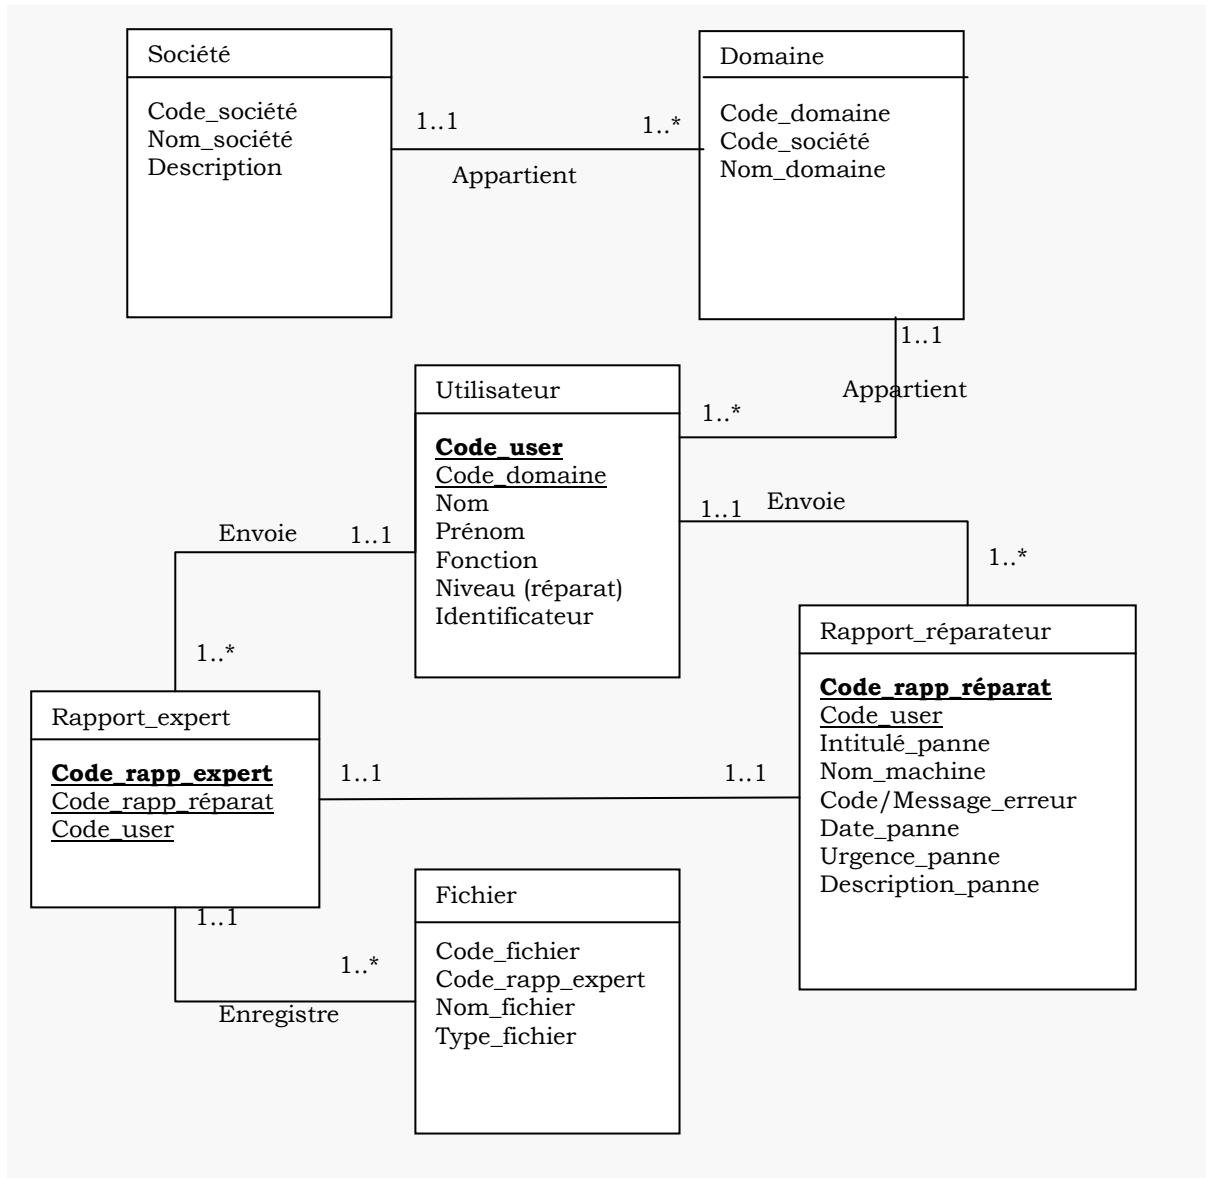 Société
Code_société
Nom_société
Description
1..1
1..*
Appartient
Domaine
Code_domaine
Code_société
Nom_domaine
1..1
Appartient
1..*
Utilisateur
Code_user
Code_domaine
Nom
Prénom
Fonction
Niveau (réparat)
Identificateur
Envoie
1..1
1..*
1..1
Envoie
1..*
Rapport_réparateur
Code_rapp_réparat
Code_user
Intitulé_panne
Nom_machine
Code/Message_erreur
Date_panne
Urgence_panne
Description_panne
Rapport_expert
Code_rapp_expert
Code_rapp_réparat
Code_user
1..1
1..1
1..1
1..*
Enregistre
Fichier
Code_fichier
Code_rapp_expert
Nom_fichier
Type_fichier